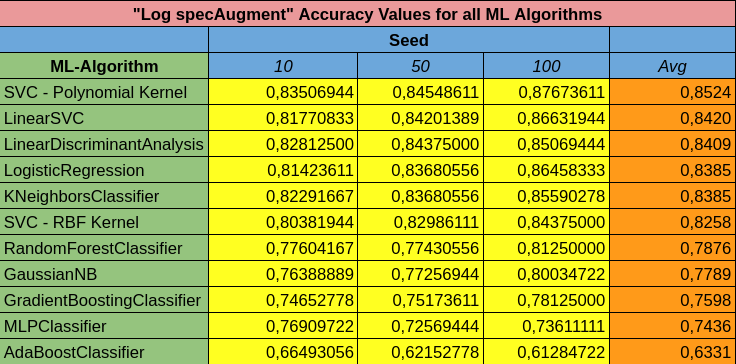 "Log specAugment" Accuracy Values for all ML Algorithms
Seed
ML-Algorithm 10 50 100 Avg
SVC - Polynomial Kernel 0,83506944 0,84548611 0,87673611 0,8524
LinearSVC 0,81770833 0,84201389 0,86631944 0,8420
LinearDiscriminantAnalysis 0,82812500 0,84375000 0,85069444 0,8409
LogisticRegression 0,81423611 0,83680556 0,86458333 0,8385
KNeighborsClassifier 0,82291667 0,83680556 0,85590278 0,8385
SVC - RBF Kernel 0,80381944 0,82986111 0,84375000 0,8258
RandomForestClassifier 0,77604167 0,77430556 0,81250000 0,7876
GaussianNB 0,76388889 0,77256944 0,80034722 0,7789
GradientBoostingClassifier 0,74652778 0,75173611 0,78125000 0,7598
MLPClassifier 0,76909722 0,72569444 0,73611111 0,7436
AdaBoostClassifier 0,66493056 0,62152778 0,61284722 0,6331